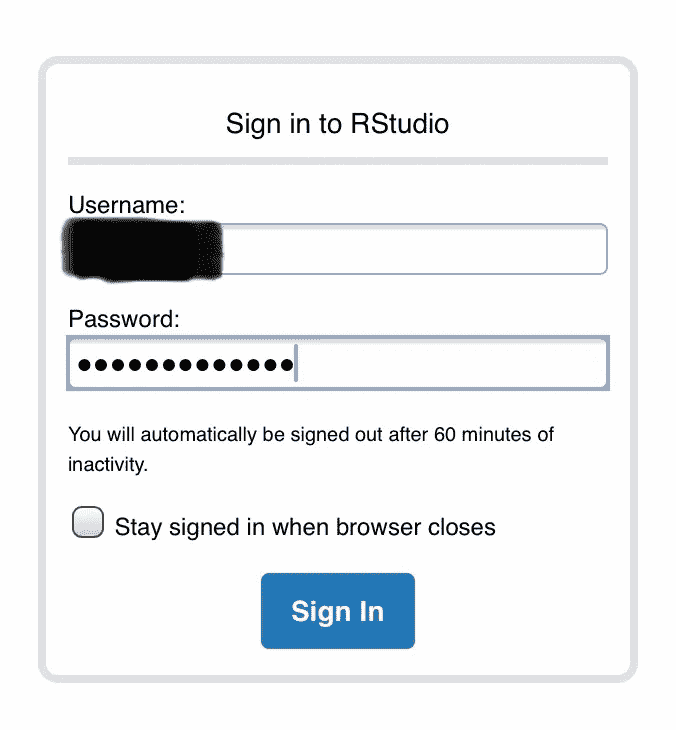 Sign in to RStudio
Username:
Password:
●●●●●●●●●●●●●
You will automatically be signed out after 60 minutes of
inactivity.
Stay signed in when browser closes
Sign In